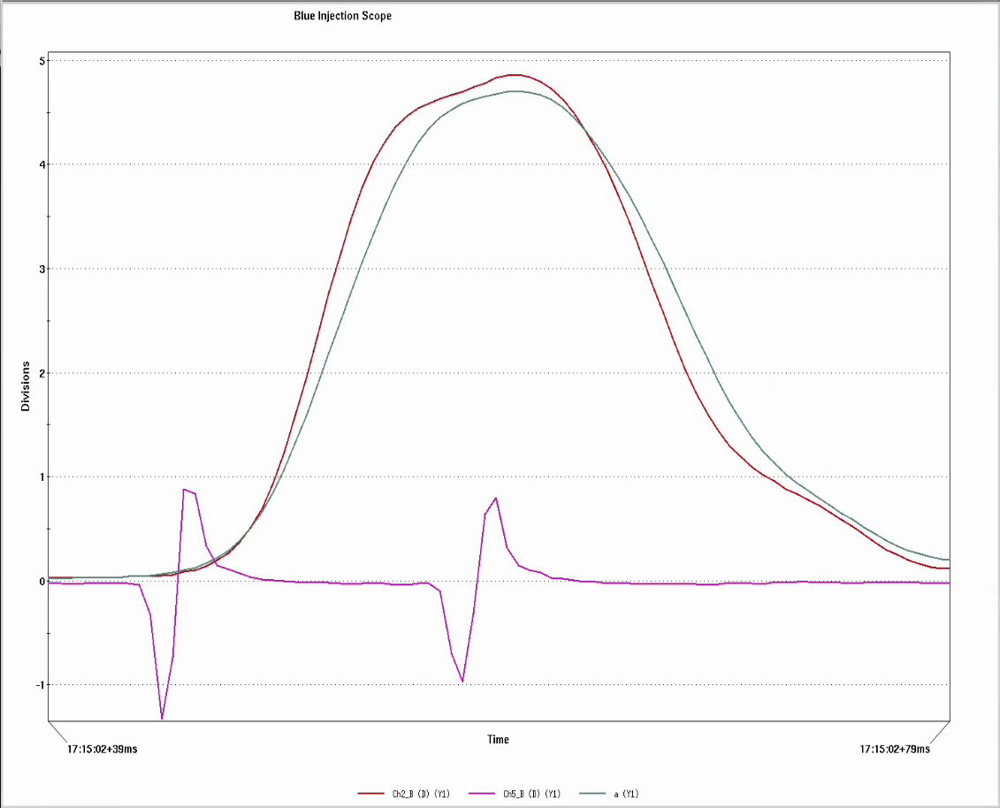 Blue Injection Scope
5
4
3
2
1
0
-1
Divisions
Time
17:15:02+39ms
17:15:02+79ms
Ch2_B (D) (Y1)
Ch5_B (D) (Y1)
a (Y1)